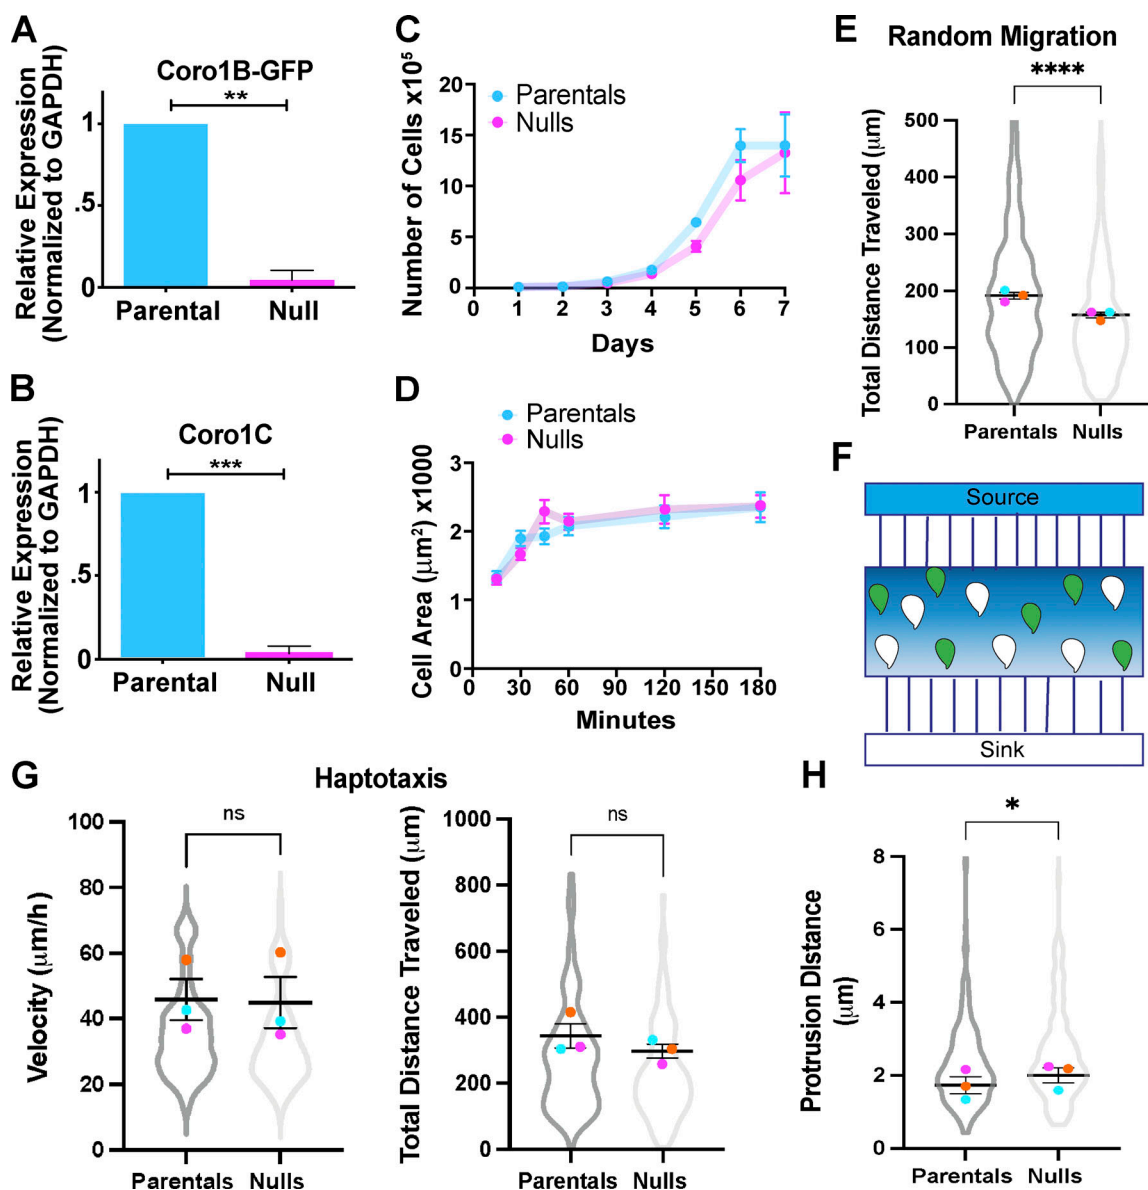 A
Coro1B-GFP
**
Relative Expression
(Normalized to GAPDH)
1
.5
0
Parental Null
B
Coro1C
***
Relative Expression
(Normalized to GAPDH)
1
.5
0
Parental Null
C
Parentals
Nulls
Number of Cells x10⁵
20
15
10
5
0
0 1 2 3 4 5 6 7
Days
D
Parentals
Nulls
Cell Area (μm²) x1000
3
2
1
0
0 30 60 90 120 150 180
Minutes
E
Random Migration
****
Total Distance Traveled (μm)
500
400
300
200
100
0
Parentals Nulls
F
Source
Sink
G
Haptotaxis
ns
Velocity (μm/h)
100
80
60
40
20
0
Parentals Nulls
ns
Total Distance Traveled (μm)
1000
800
600
400
200
0
Parentals Nulls
H
*
Protrusion Distance
(μm)
8
6
4
2
0
Parentals Nulls